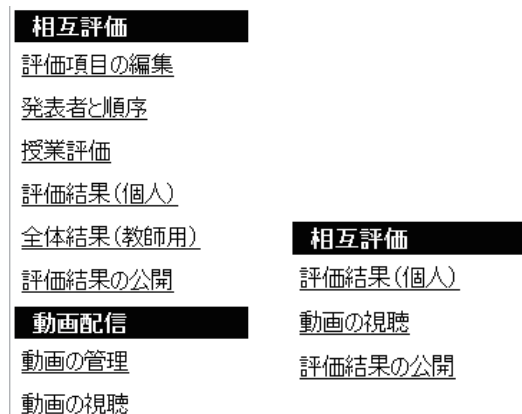 相互評価
評価項目の編集
発表者と順序
授業評価
評価結果(個人)
全体結果(教師用)
評価結果の公開
動画配信
動画の管理
動画の視聴
相互評価
評価結果(個人)
動画の視聴
評価結果の公開